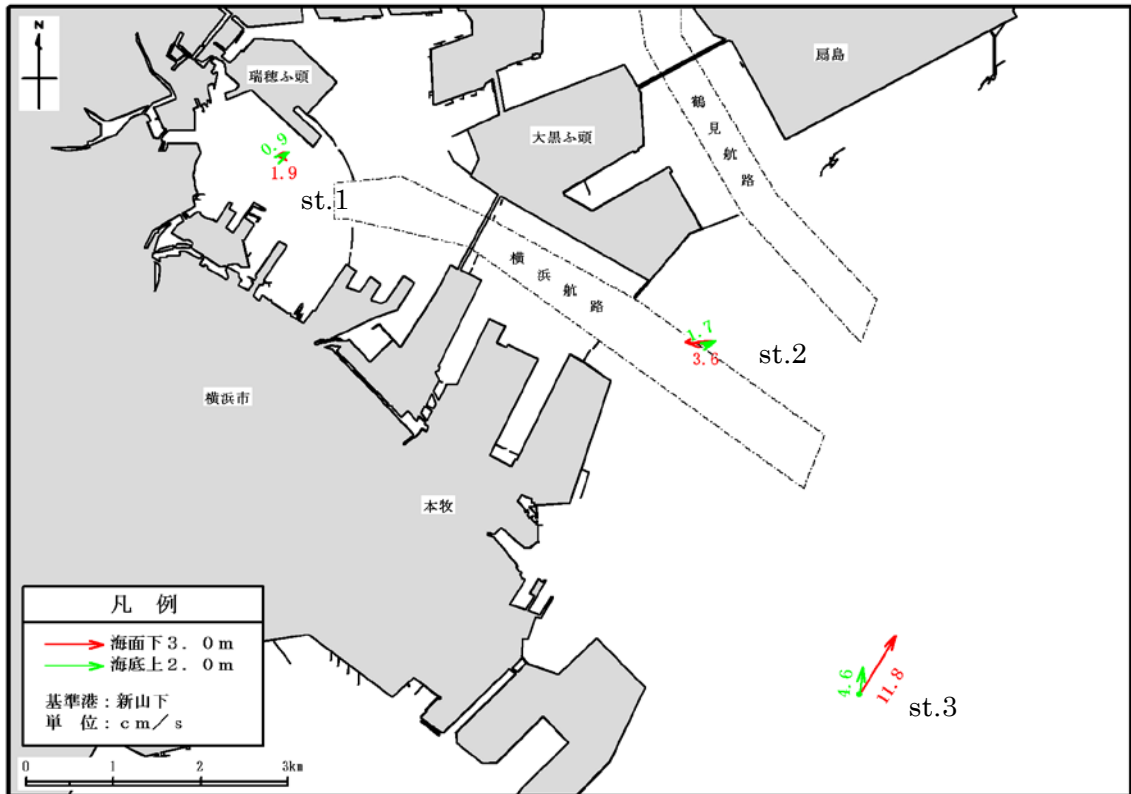 N
扇島
瑞穂ふ頭
鶴見航路
大黒ふ頭
0.9
1.9
st.1
横浜航路
1.7
3.6
st.2
横浜市
本牧
凡 例
海面下3.0m
海底上2.0m
基準港:新山下
単 位:cm/s
4.6
11.8
st.3
0 1 2 3km